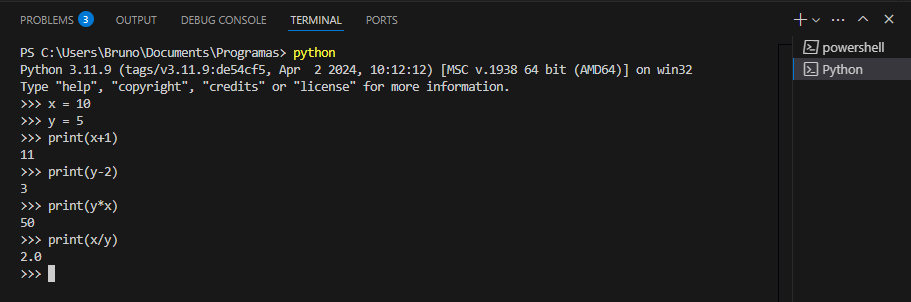 PROBLEMS 3 OUTPUT DEBUG CONSOLE TERMINAL PORTS
PS C:\Users\Bruno\Documents\Programas> python
Python 3.11.9 (tags/v3.11.9:de54cf5, Apr  2 2024, 10:12:12) [MSC v.1938 64 bit (AMD64)] on win32
Type "help", "copyright", "credits" or "license" for more information.
>>> x = 10
>>> y = 5
>>> print(x+1)
11
>>> print(y-2)
3
>>> print(y*x)
50
>>> print(x/y)
2.0
>>>
powershell
Python